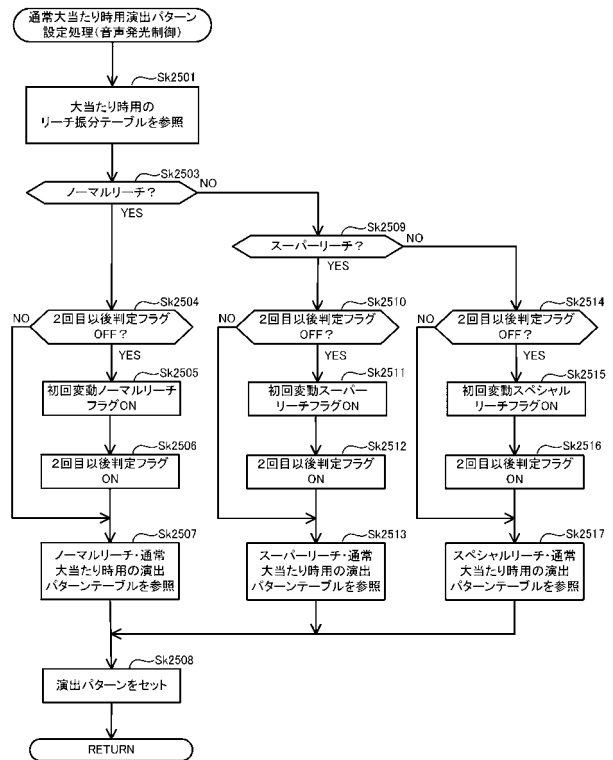 通常大当たり時用演出パターン
設定処理(音声発光制御)
Sk2501
大当たり時用の
リーチ振分テーブルを参照
Sk2503
ノーマルリーチ?
NO
YES
Sk2509
スーパーリーチ?
NO
YES
Sk2504
NO
2回目以後判定フラグ
OFF?
YES
Sk2505
初回変動ノーマルリーチ
フラグON
Sk2506
2回目以後判定フラグ
ON
Sk2507
ノーマルリーチ・通常
大当たり時用の演出
パターンテーブルを参照
Sk2510
NO
2回目以後判定フラグ
OFF?
YES
Sk2511
初回変動スーパー
リーチフラグON
Sk2512
2回目以後判定フラグ
ON
Sk2513
スーパーリーチ・通常
大当たり時用の演出
パターンテーブルを参照
Sk2514
NO
2回目以後判定フラグ
OFF?
YES
Sk2515
初回変動スペシャル
リーチフラグON
Sk2516
2回目以後判定フラグ
ON
Sk2517
スペシャルリーチ・通常
大当たり時用の演出
パターンテーブルを参照
Sk2508
演出パターンをセット
RETURN